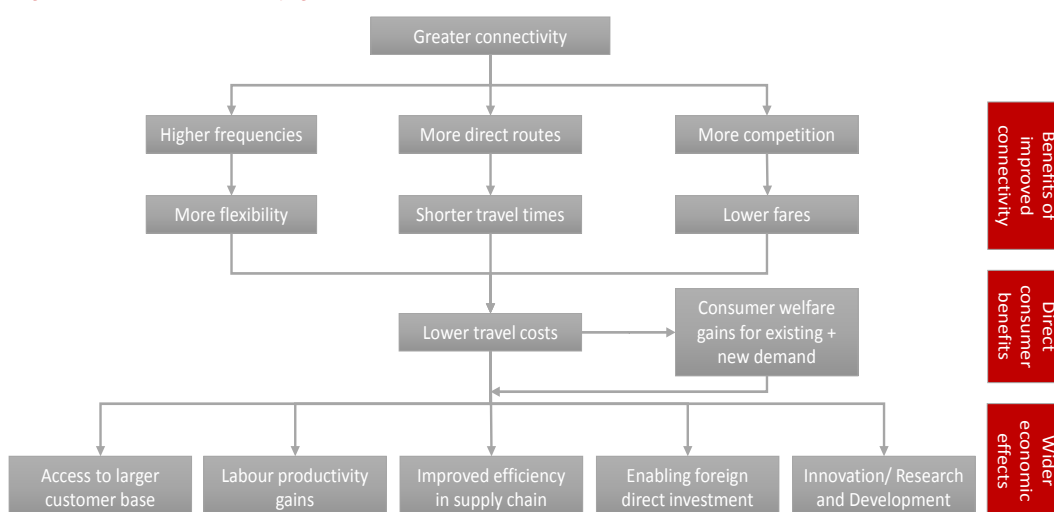 Greater connectivity
Higher frequencies
More direct routes
More competition
More flexibility
Shorter travel times
Lower fares
Benefits of
improved
connectivity
Lower travel costs
Consumer welfare
gains for existing +
new demand
Direct
consumer
benefits
Access to larger
customer base
Labour productivity
gains
Improved efficiency
in supply chain
Enabling foreign
direct investment
Innovation/ Research
and Development
Wider
economic
effects